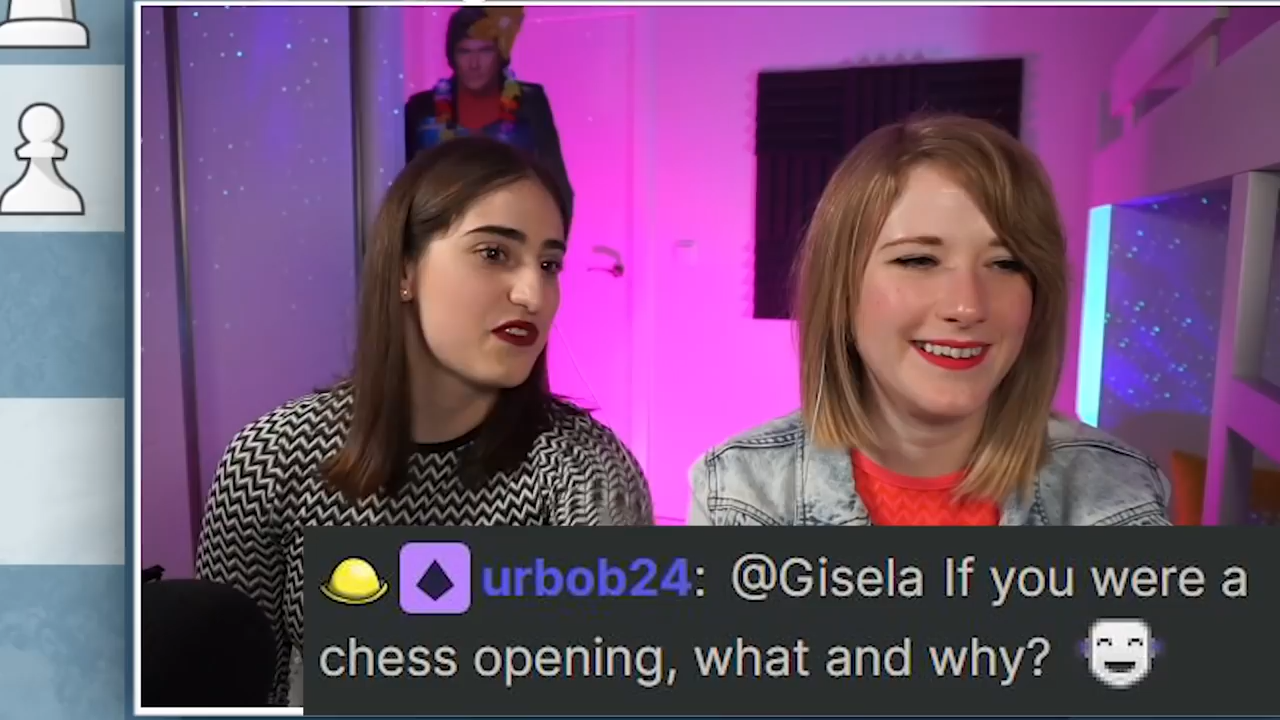 urbob24: @Gisela If you were a
chess opening, what and why?